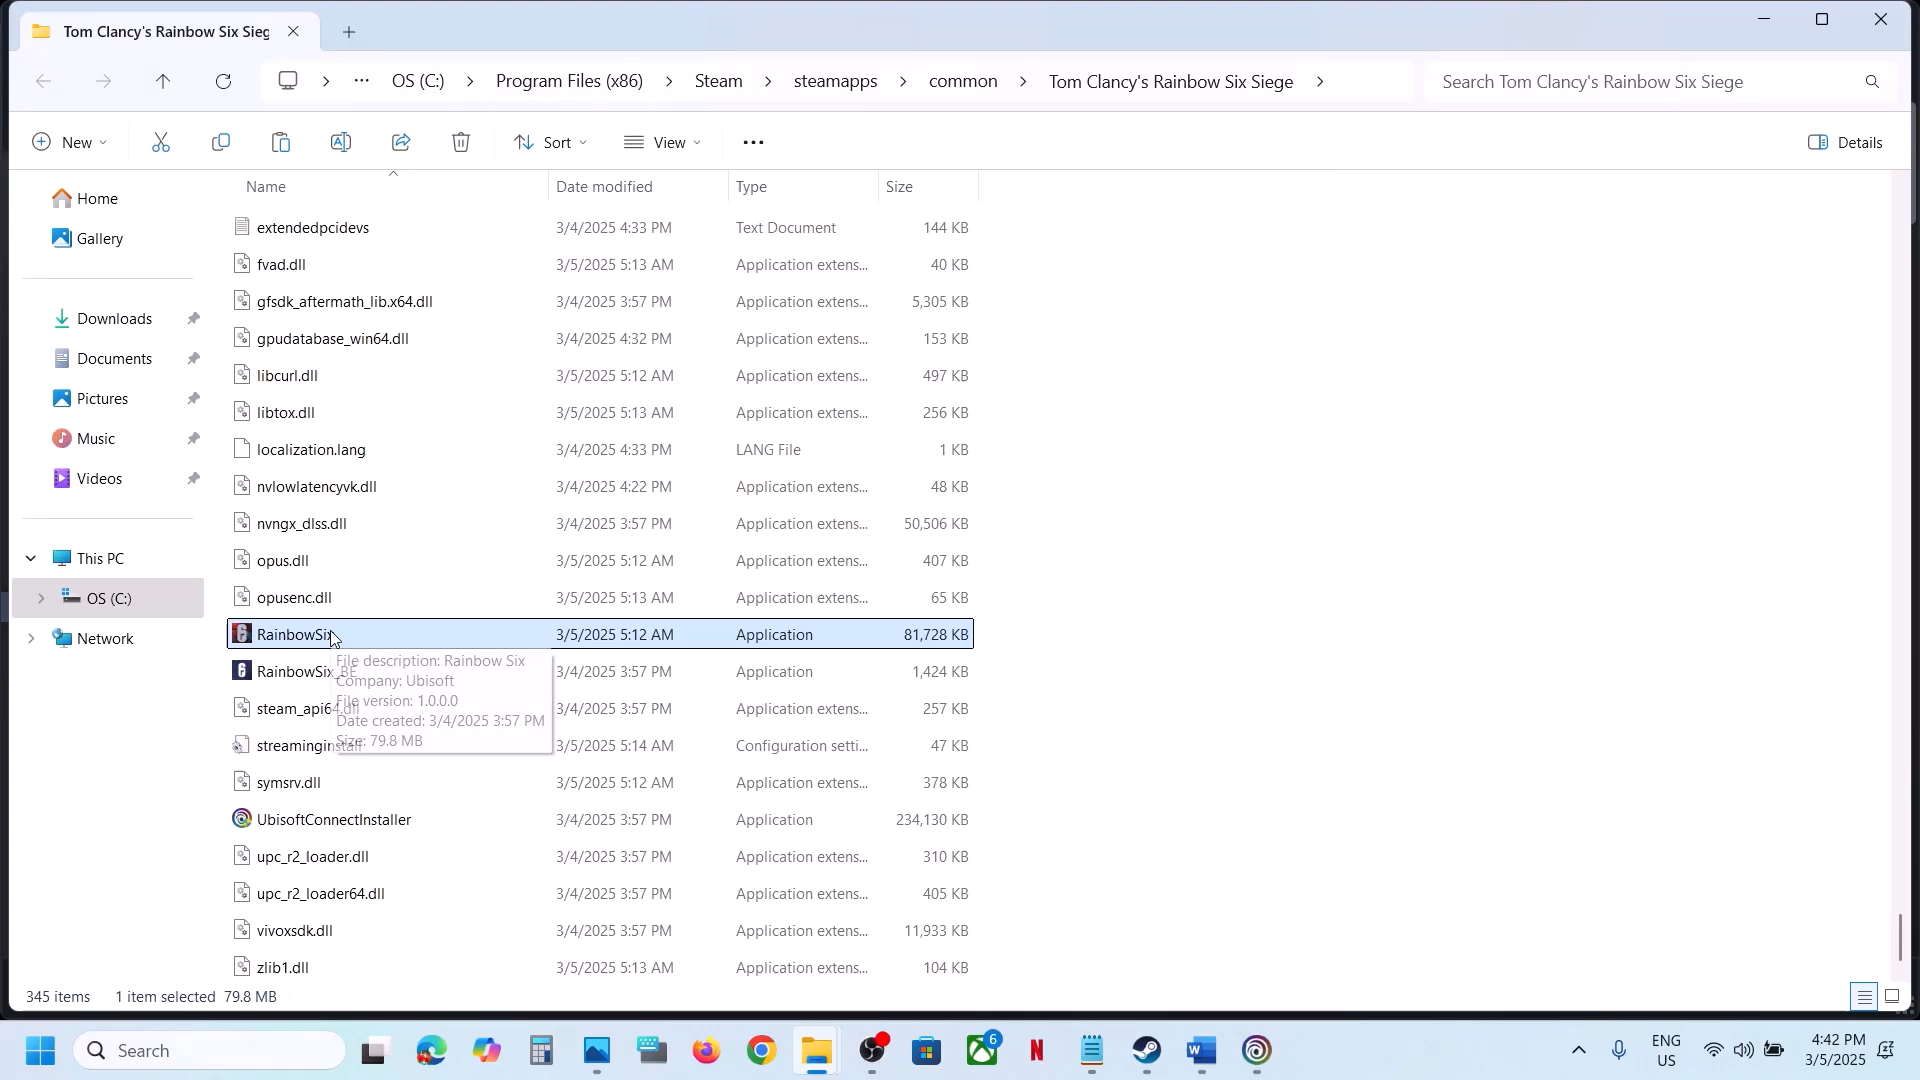 Tom Clancy's Rainbow Six Sieg
OS (C:) Program Files (x86) Steam steamapps common Tom Clancy's Rainbow Six Siege Search Tom Clancy's Rainbow Six Siege
New Sort View Details
Name Date modified Type Size
Home
Gallery
Downloads
Documents
Pictures
Music
Videos
This PC
OS (C:)
Network
extendedpcidevs 3/4/2025 4:33 PM Text Document 144 KB
fvad.dll 3/5/2025 5:13 AM Application extens... 40 KB
gfsdk_aftermath_lib.x64.dll 3/4/2025 3:57 PM Application extens... 5,305 KB
gpudatabase_win64.dll 3/4/2025 4:32 PM Application extens... 153 KB
libcurl.dll 3/5/2025 5:12 AM Application extens... 497 KB
libtox.dll 3/5/2025 5:13 AM Application extens... 256 KB
localization.lang 3/4/2025 4:33 PM LANG File 1 KB
nvlowlatencyvk.dll 3/4/2025 4:22 PM Application extens... 48 KB
nvngx_dlss.dll 3/4/2025 3:57 PM Application extens... 50,506 KB
opus.dll 3/5/2025 5:12 AM Application extens... 407 KB
opusenc.dll 3/5/2025 5:13 AM Application extens... 65 KB
RainbowSix 3/5/2025 5:12 AM Application 81,728 KB
RainbowSix_BE 3/4/2025 3:57 PM Application 1,424 KB
steam_api64.dll 3/4/2025 3:57 PM Application extens... 257 KB
streaminginstall 3/5/2025 5:14 AM Configuration setti... 47 KB
symsrv.dll 3/5/2025 5:12 AM Application extens... 378 KB
UbisoftConnectInstaller 3/4/2025 3:57 PM Application 234,130 KB
upc_r2_loader.dll 3/4/2025 3:57 PM Application extens... 310 KB
upc_r2_loader64.dll 3/4/2025 3:57 PM Application extens... 405 KB
vivoxsdk.dll 3/4/2025 3:57 PM Application extens... 11,933 KB
zlib1.dll 3/5/2025 5:13 AM Application extens... 104 KB
File description: Rainbow Six
Company: Ubisoft
File version: 1.0.0.0
Date created: 3/4/2025 3:57 PM
Size: 79.8 MB
345 items 1 item selected 79.8 MB
Search 6 ENG 4:42 PM
US 3/5/2025